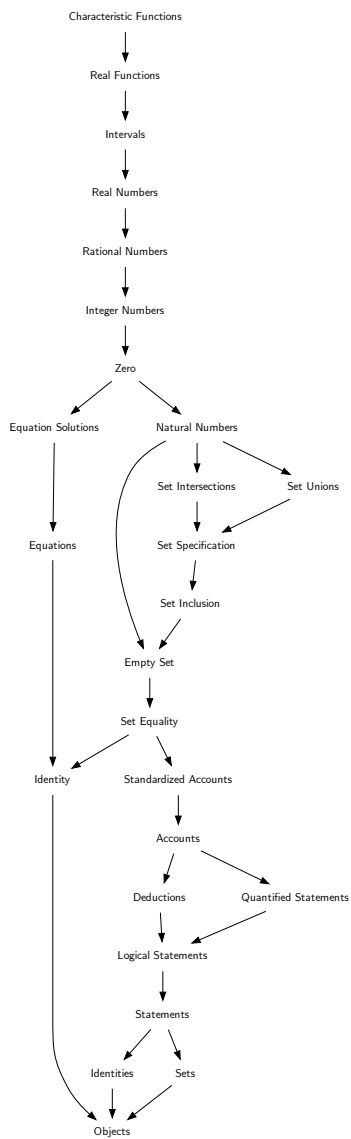 Characteristic Functions
Real Functions
Intervals
Real Numbers
Rational Numbers
Integer Numbers
Zero
Equation Solutions
Natural Numbers
Set Intersections
Set Unions
Equations
Set Specification
Set Inclusion
Empty Set
Set Equality
Identity
Standardized Accounts
Accounts
Deductions
Quantified Statements
Logical Statements
Statements
Identities
Sets
Objects